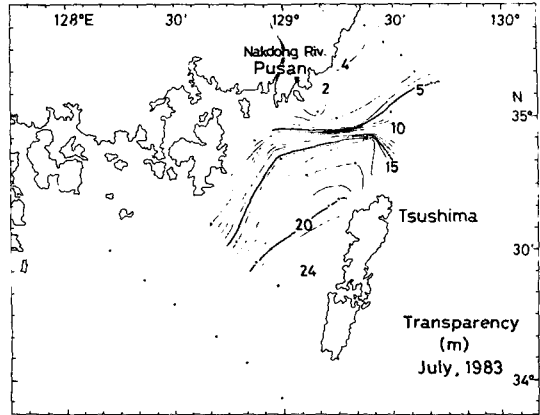 128°E 30′ 129° 30′ 130°
Nakdong Riv.
Pusan
4
2
5
N
35°
10
15
20
Tsushima
30′
24
Transparency
(m)
July, 1983
34°